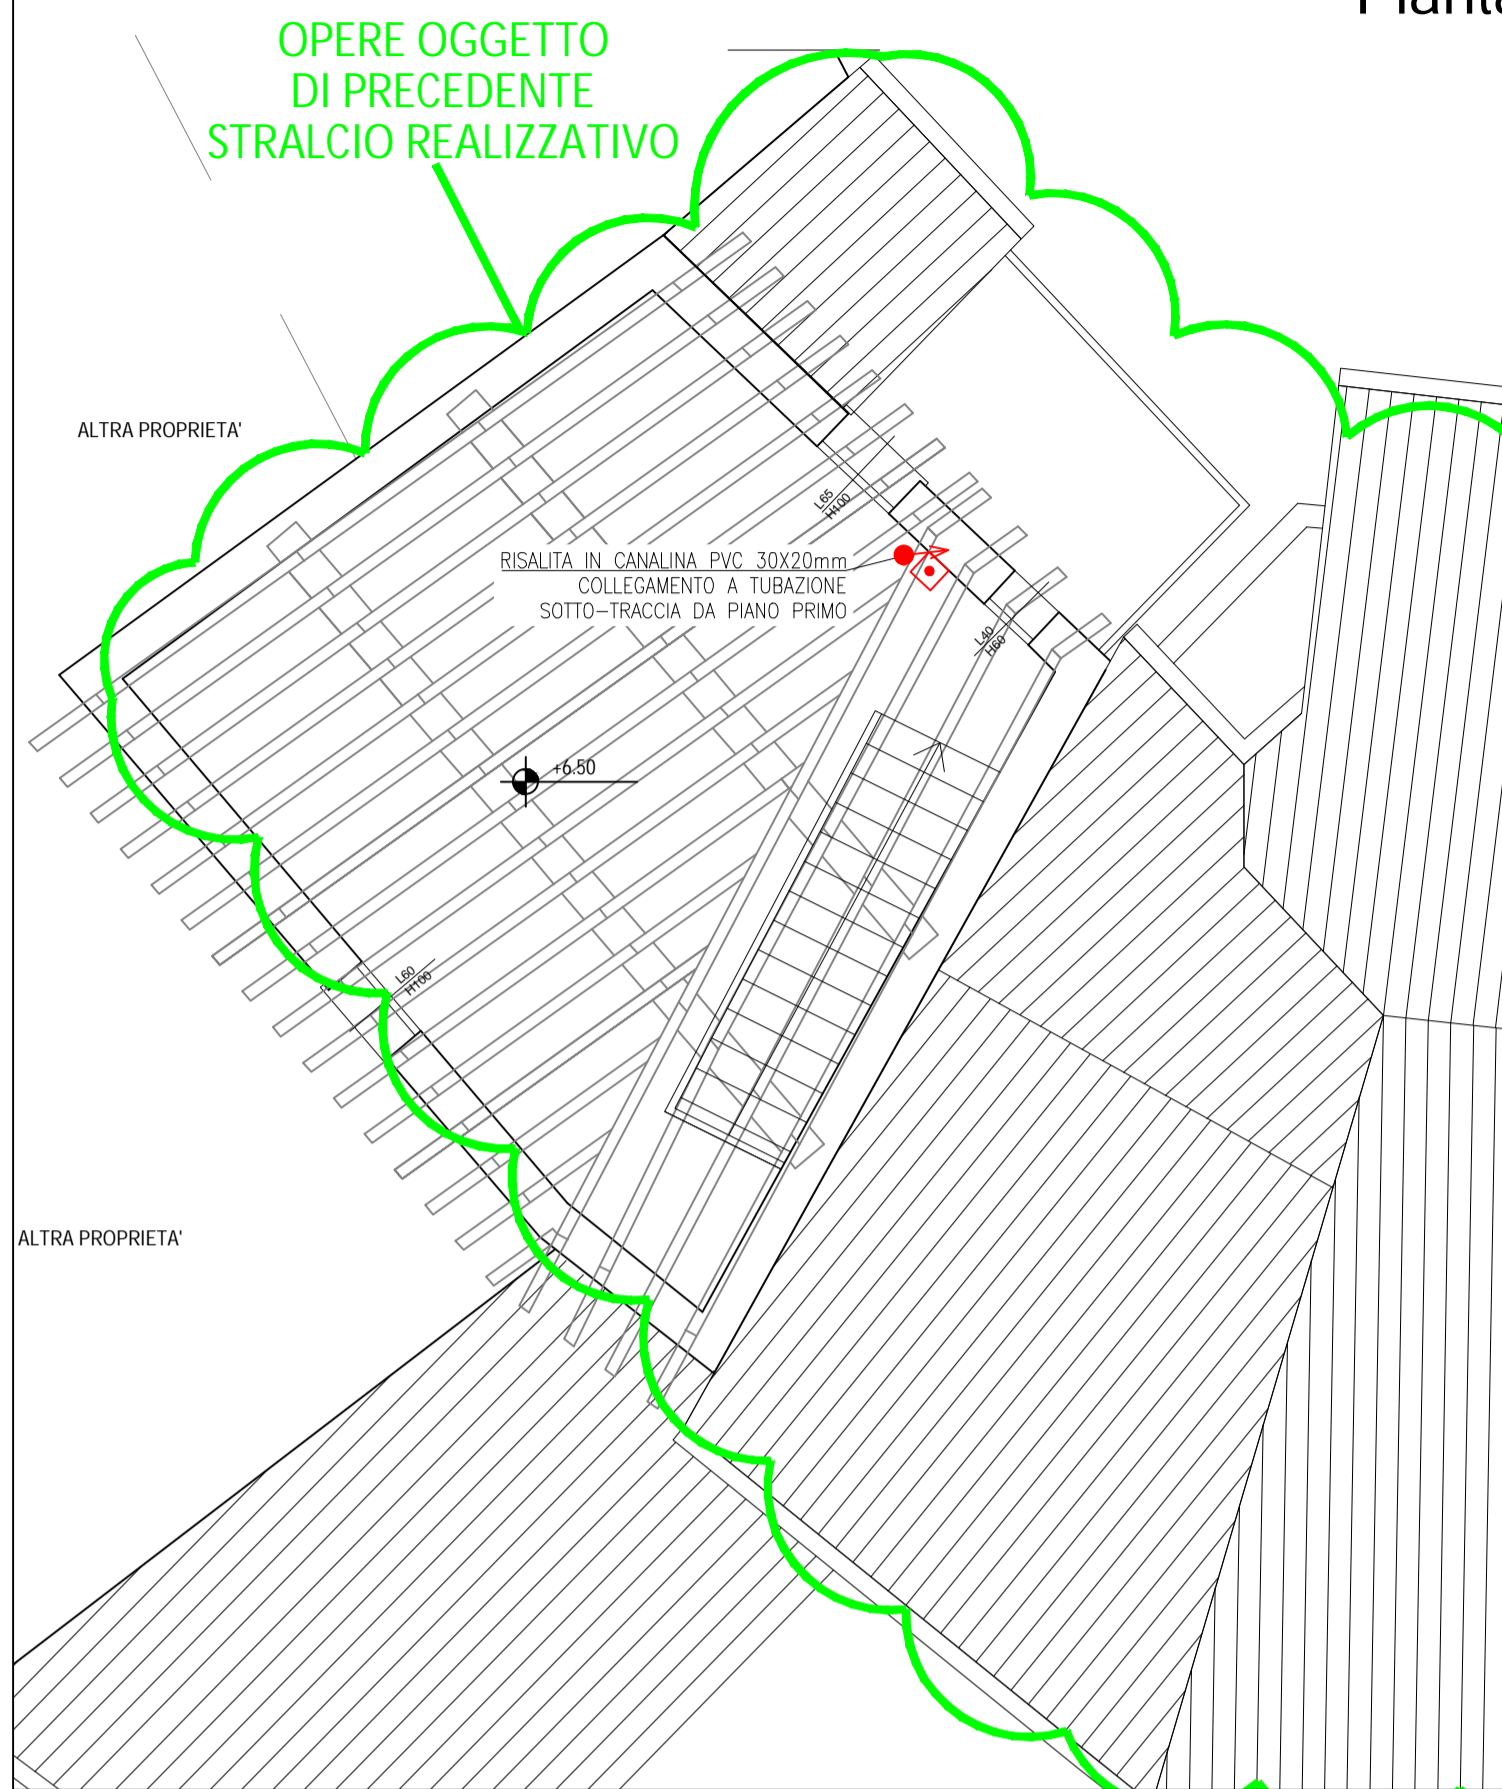 OPERE OGGETTO
DI PRECEDENTE
STRALCIO REALIZZATIVO
ALTRA PROPRIETA'
L65
H100
RISALITA IN CANALINA PVC 30X20mm
COLLEGAMENTO A TUBAZIONE
SOTTO-TRACCIA DA PIANO PRIMO
L40
H60
+6.50
L60
H100
ALTRA PROPRIETA'